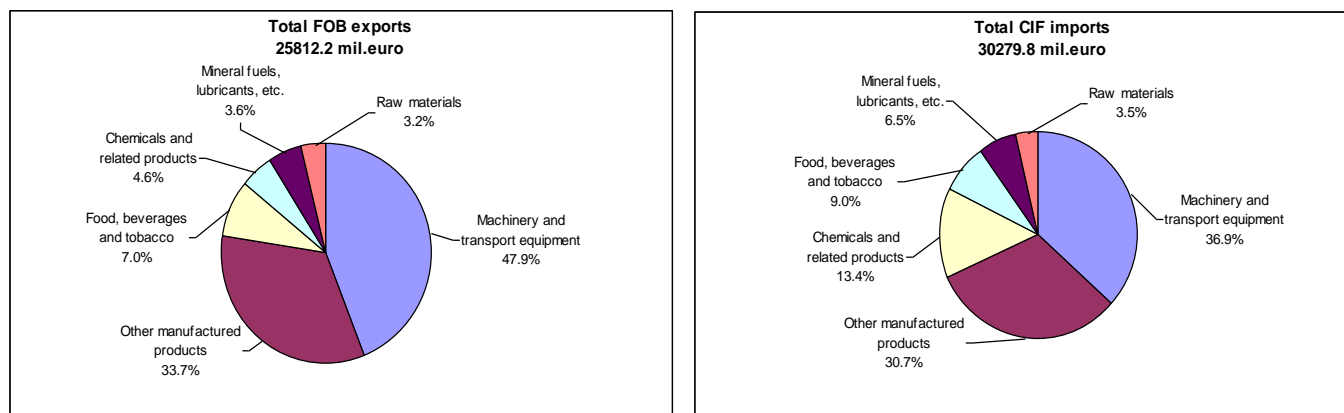 Total FOB exports
25812.2 mil.euro
Mineral fuels,
lubricants, etc.
3.6%
Raw materials
3.2%
Chemicals and
related products
4.6%
Food, beverages
and tobacco
7.0%
Machinery and
transport equipment
47.9%
Other manufactured
products
33.7%
Total CIF imports
30279.8 mil.euro
Mineral fuels,
lubricants, etc.
6.5%
Raw materials
3.5%
Food, beverages
and tobacco
9.0%
Machinery and
transport equipment
36.9%
Chemicals and
related products
13.4%
Other manufactured
products
30.7%